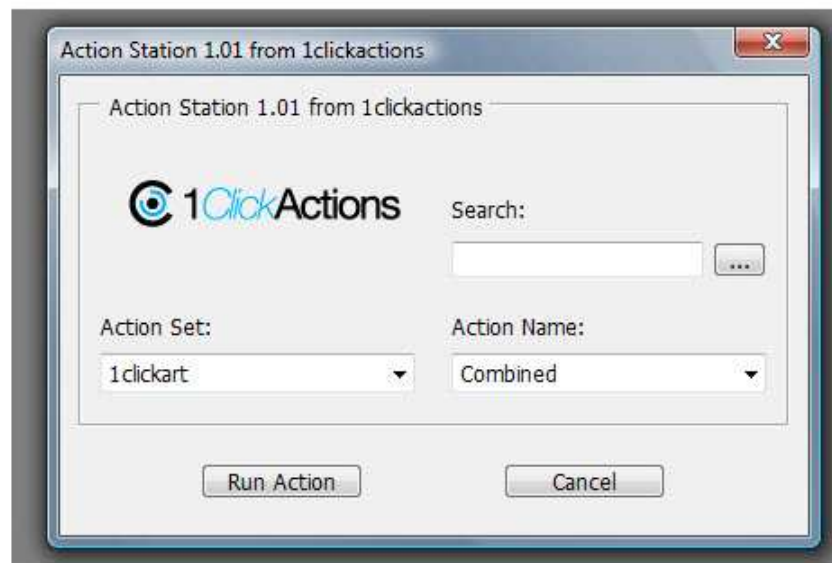 Action Station 1.01 from 1clickactions
Action Station 1.01 from 1clickactions
1ClickActions
Search:
...
Action Set:
Action Name:
1clickart
Combined
Run Action
Cancel